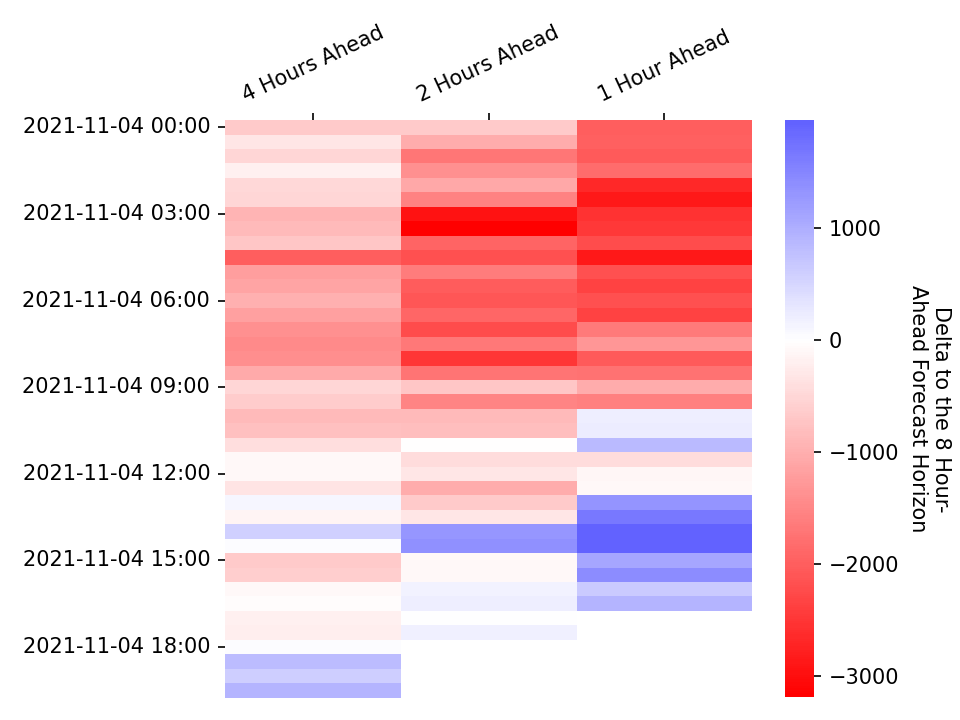 4 Hours Ahead
2 Hours Ahead
1 Hour Ahead
2021-11-04 00:00
2021-11-04 03:00
2021-11-04 06:00
2021-11-04 09:00
2021-11-04 12:00
2021-11-04 15:00
2021-11-04 18:00
1000
0
−1000
−2000
−3000
Delta to the 8 Hour-
Ahead Forecast Horizon